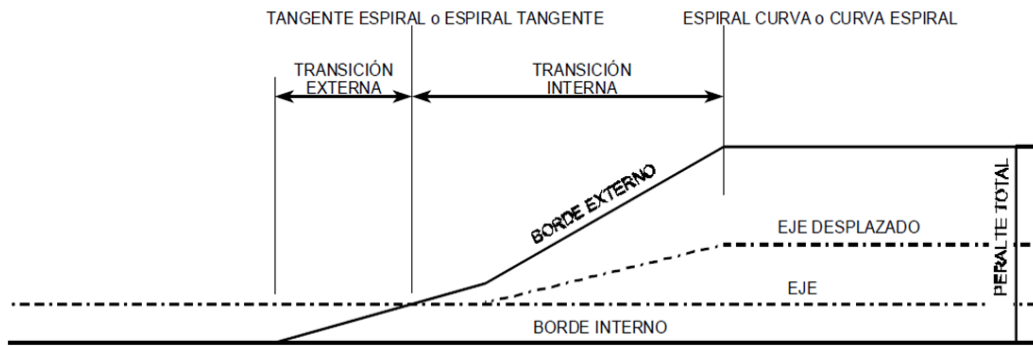 TANGENTE ESPIRAL o ESPIRAL TANGENTE
ESPIRAL CURVA o CURVA ESPIRAL
TRANSICIÓN
EXTERNA
TRANSICIÓN
INTERNA
BORDE EXTERNO
EJE DESPLAZADO
PERALTE TOTAL
EJE
BORDE INTERNO